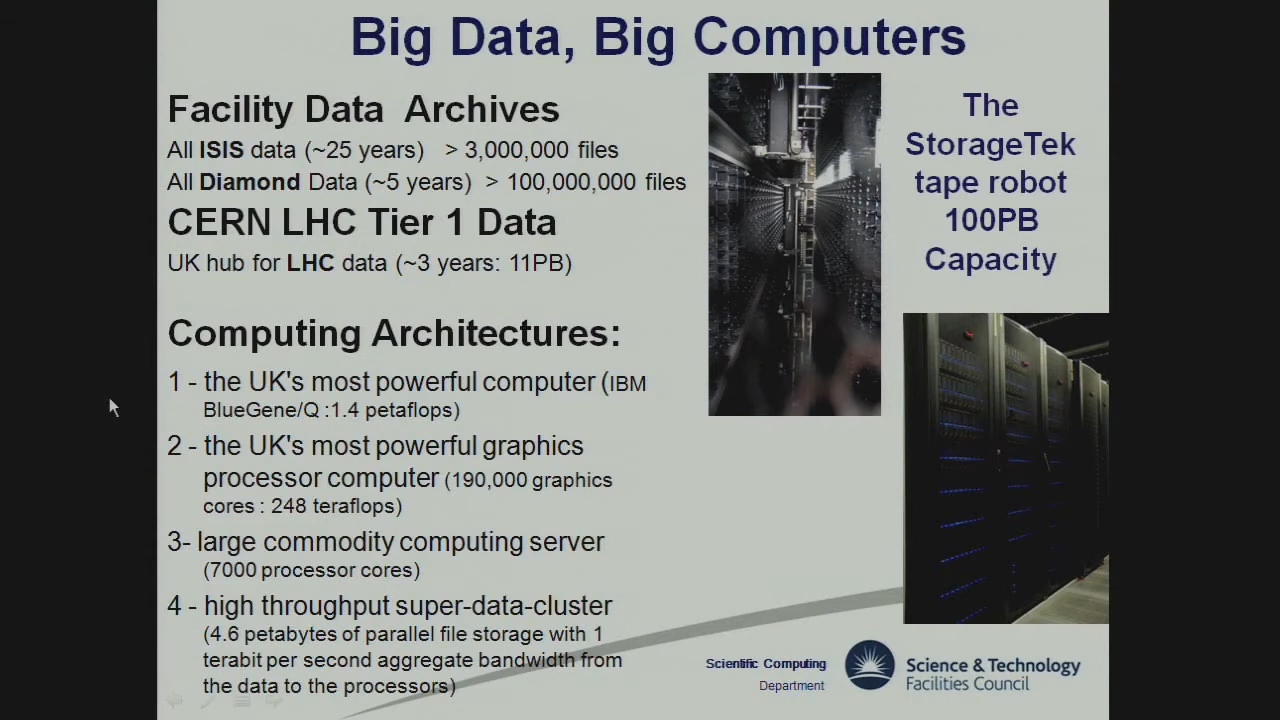 Big Data, Big Computers
Facility Data Archives
All ISIS data (~25 years) > 3,000,000 files
All Diamond Data (~5 years) > 100,000,000 files
CERN LHC Tier 1 Data
UK hub for LHC data (~3 years: 11PB)
Computing Architectures:
1 - the UK's most powerful computer (IBM
BlueGene/Q :1.4 petaflops)
2 - the UK's most powerful graphics
processor computer (190,000 graphics
cores : 248 teraflops)
3- large commodity computing server
(7000 processor cores)
4 - high throughput super-data-cluster
(4.6 petabytes of parallel file storage with 1
terabit per second aggregate bandwidth from
the data to the processors)
The
StorageTek
tape robot
100PB
Capacity
Scientific Computing
Department
Science & Technology
Facilities Council